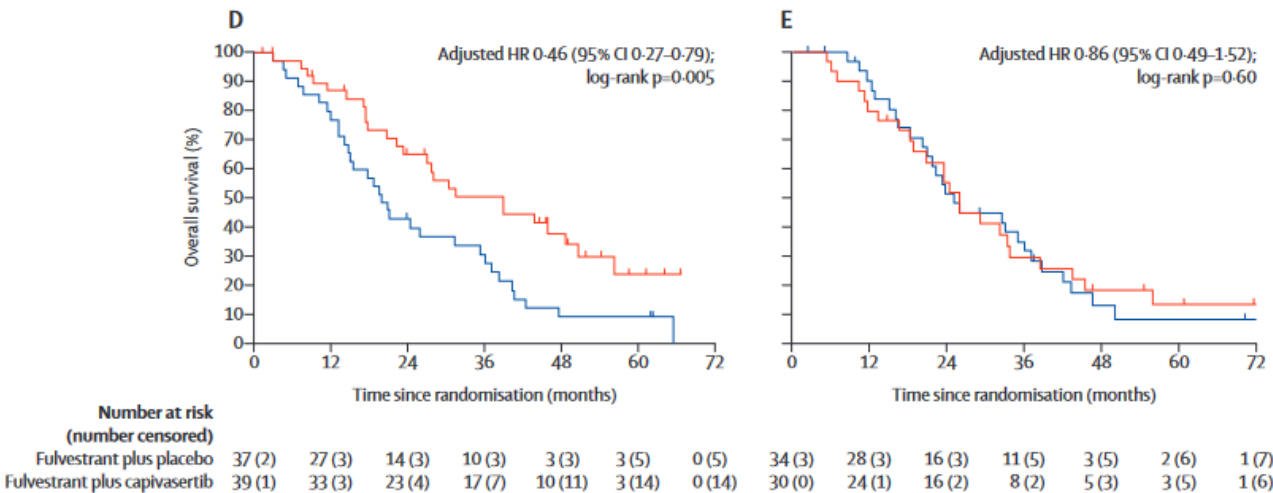 D
E
Adjusted HR 0·46 (95% CI 0·27–0·79);
log-rank p=0·005
Adjusted HR 0·86 (95% CI 0·49–1·52);
log-rank p=0·60
Overall survival (%)
100
90
80
70
60
50
40
30
20
10
0
0 12 24 36 48 60 72
0 12 24 36 48 60 72
Time since randomisation (months)
Time since randomisation (months)
Number at risk
(number censored)
Fulvestrant plus placebo 37 (2) 27 (3) 14 (3) 10 (3) 3 (3) 3 (5) 0 (5) 34 (3) 28 (3) 16 (3) 11 (5) 3 (5) 2 (6) 1 (7)
Fulvestrant plus capivasertib 39 (1) 33 (3) 23 (4) 17 (7) 10 (11) 3 (14) 0 (14) 30 (0) 24 (1) 16 (2) 8 (2) 5 (3) 3 (5) 1 (6)